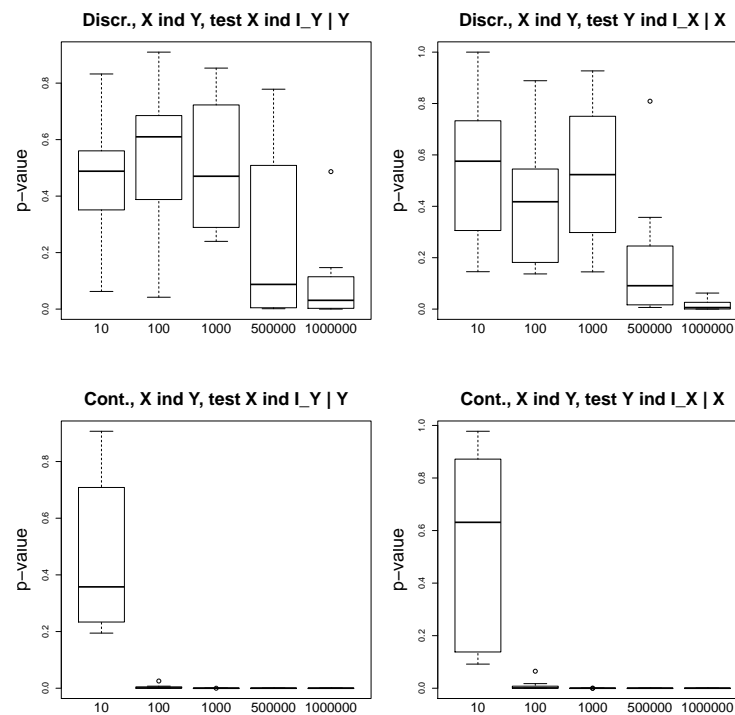 Discr., X ind Y, test X ind I_Y | Y
p−value
0.0 0.2 0.4 0.6 0.8
10 100 1000 500000 1000000
Discr., X ind Y, test Y ind I_X | X
p−value
0.0 0.2 0.4 0.6 0.8 1.0
10 100 1000 500000 1000000
Cont., X ind Y, test X ind I_Y | Y
p−value
0.0 0.2 0.4 0.6 0.8
10 100 1000 500000 1000000
Cont., X ind Y, test Y ind I_X | X
p−value
0.0 0.2 0.4 0.6 0.8 1.0
10 100 1000 500000 1000000